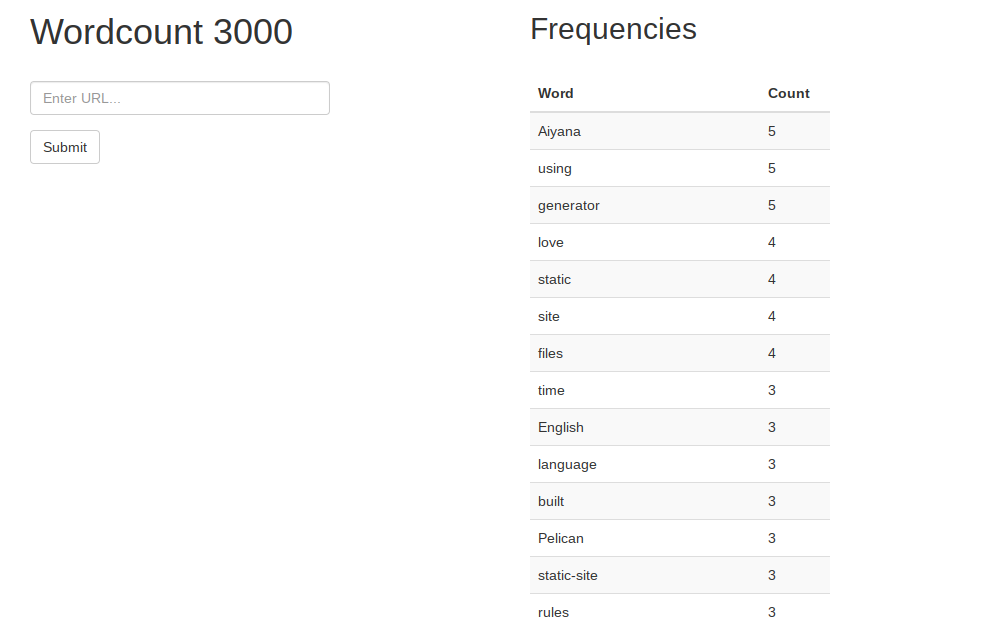 Wordcount 3000
Enter URL...
Submit
Frequencies
Word Count
Aiyana 5
using 5
generator 5
love 4
static 4
site 4
files 4
time 3
English 3
language 3
built 3
Pelican 3
static-site 3
rules 3